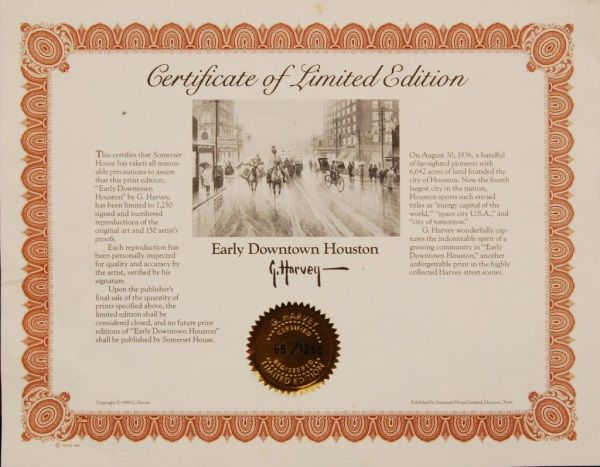 Certificate of Limited Edition
This certifies that Somerset
House has taken all reason-
able precautions to assure
that this print edition,
"Early Downtown
Houston" by G. Harvey,
has been limited to 1,250
signed and numbered
reproductions of the
original art and 150 artist's
proofs.
Each reproduction has
been personally inspected
for quality and accuracy by
the artist, verified by his
signature.
Upon the publisher's
final sale of the quantity of
prints specified above, the
limited edition shall be
considered closed, and no future print
editions of "Early Downtown Houston"
shall be published by Somerset House.
Early Downtown Houston
G. Harvey
On August 30, 1836, a handful
of far-sighted pioneers with
6,642 acres of land founded the
city of Houston. Now the fourth
largest city in the nation,
Houston sports such envied
titles as "energy capital of the
world," "space city U.S.A.," and
"city of tomorrow."
G. Harvey wonderfully cap-
tures the indomitable spirit of a
growing community in "Early
Downtown Houston," another
unforgettable print in the highly
collected Harvey street scenes.
G. HARVEY
CERTIFIED
65/1250
REGISTERED
LIMITED EDITION
Copyright © 1984 G. Harvey
Published by Somerset House Limited, Houston, Texas